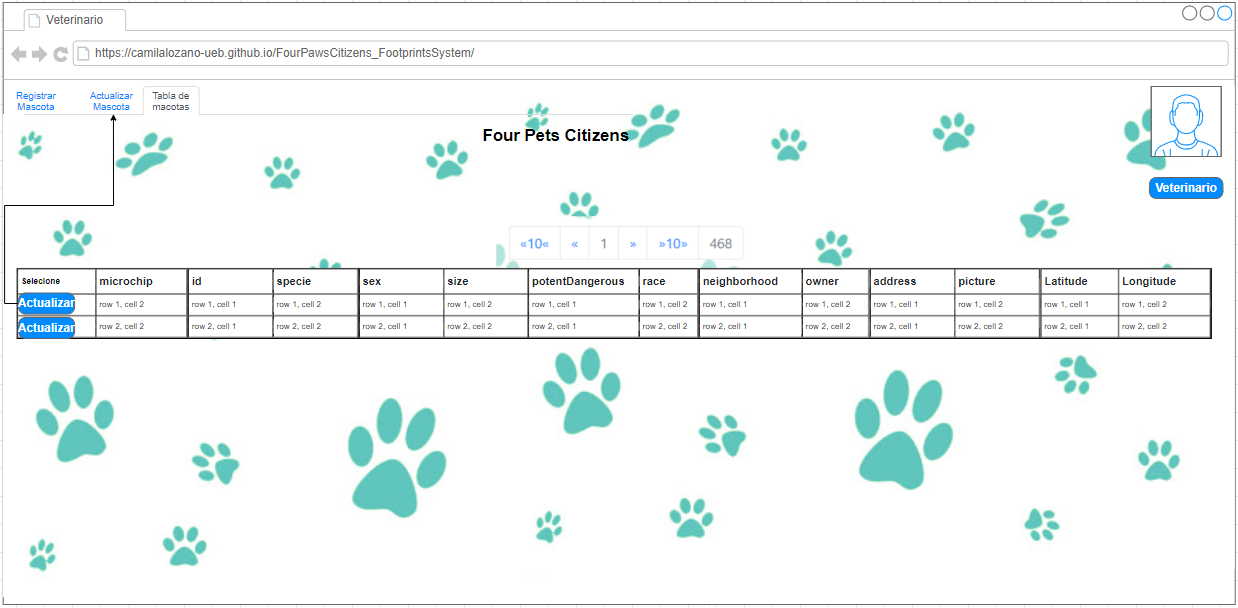 Veterinario
https://camilalozano-ueb.github.io/FourPawsCitizens_FootprintsSystem/
Registrar
Mascota
Actualizar
Mascota
Tabla de
macotas
Four Pets Citizens
Veterinario
«10« « 1 » »10» 468
Selecione microchip id specie sex size potentDangerous race neighborhood owner address picture Latitude Longitude
Actualizar row 1, cell 2 row 1, cell 1 row 1, cell 2 row 1, cell 1 row 1, cell 2 row 1, cell 1 row 1, cell 2 row 1, cell 1 row 1, cell 2 row 1, cell 1 row 1, cell 2 row 1, cell 1 row 1, cell 2
Actualizar row 2, cell 2 row 2, cell 1 row 2, cell 2 row 2, cell 1 row 2, cell 2 row 2, cell 1 row 2, cell 2 row 2, cell 1 row 2, cell 2 row 2, cell 1 row 2, cell 2 row 2, cell 1 row 2, cell 2